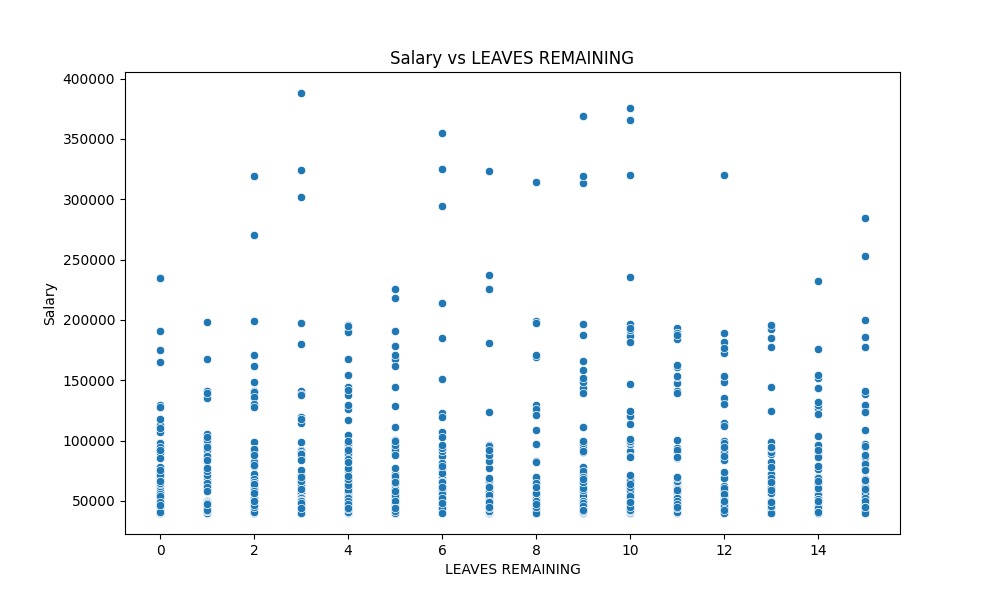 Salary vs LEAVES REMAINING
400000
350000
300000
250000
200000
150000
100000
50000
Salary
0 2 4 6 8 10 12 14
LEAVES REMAINING